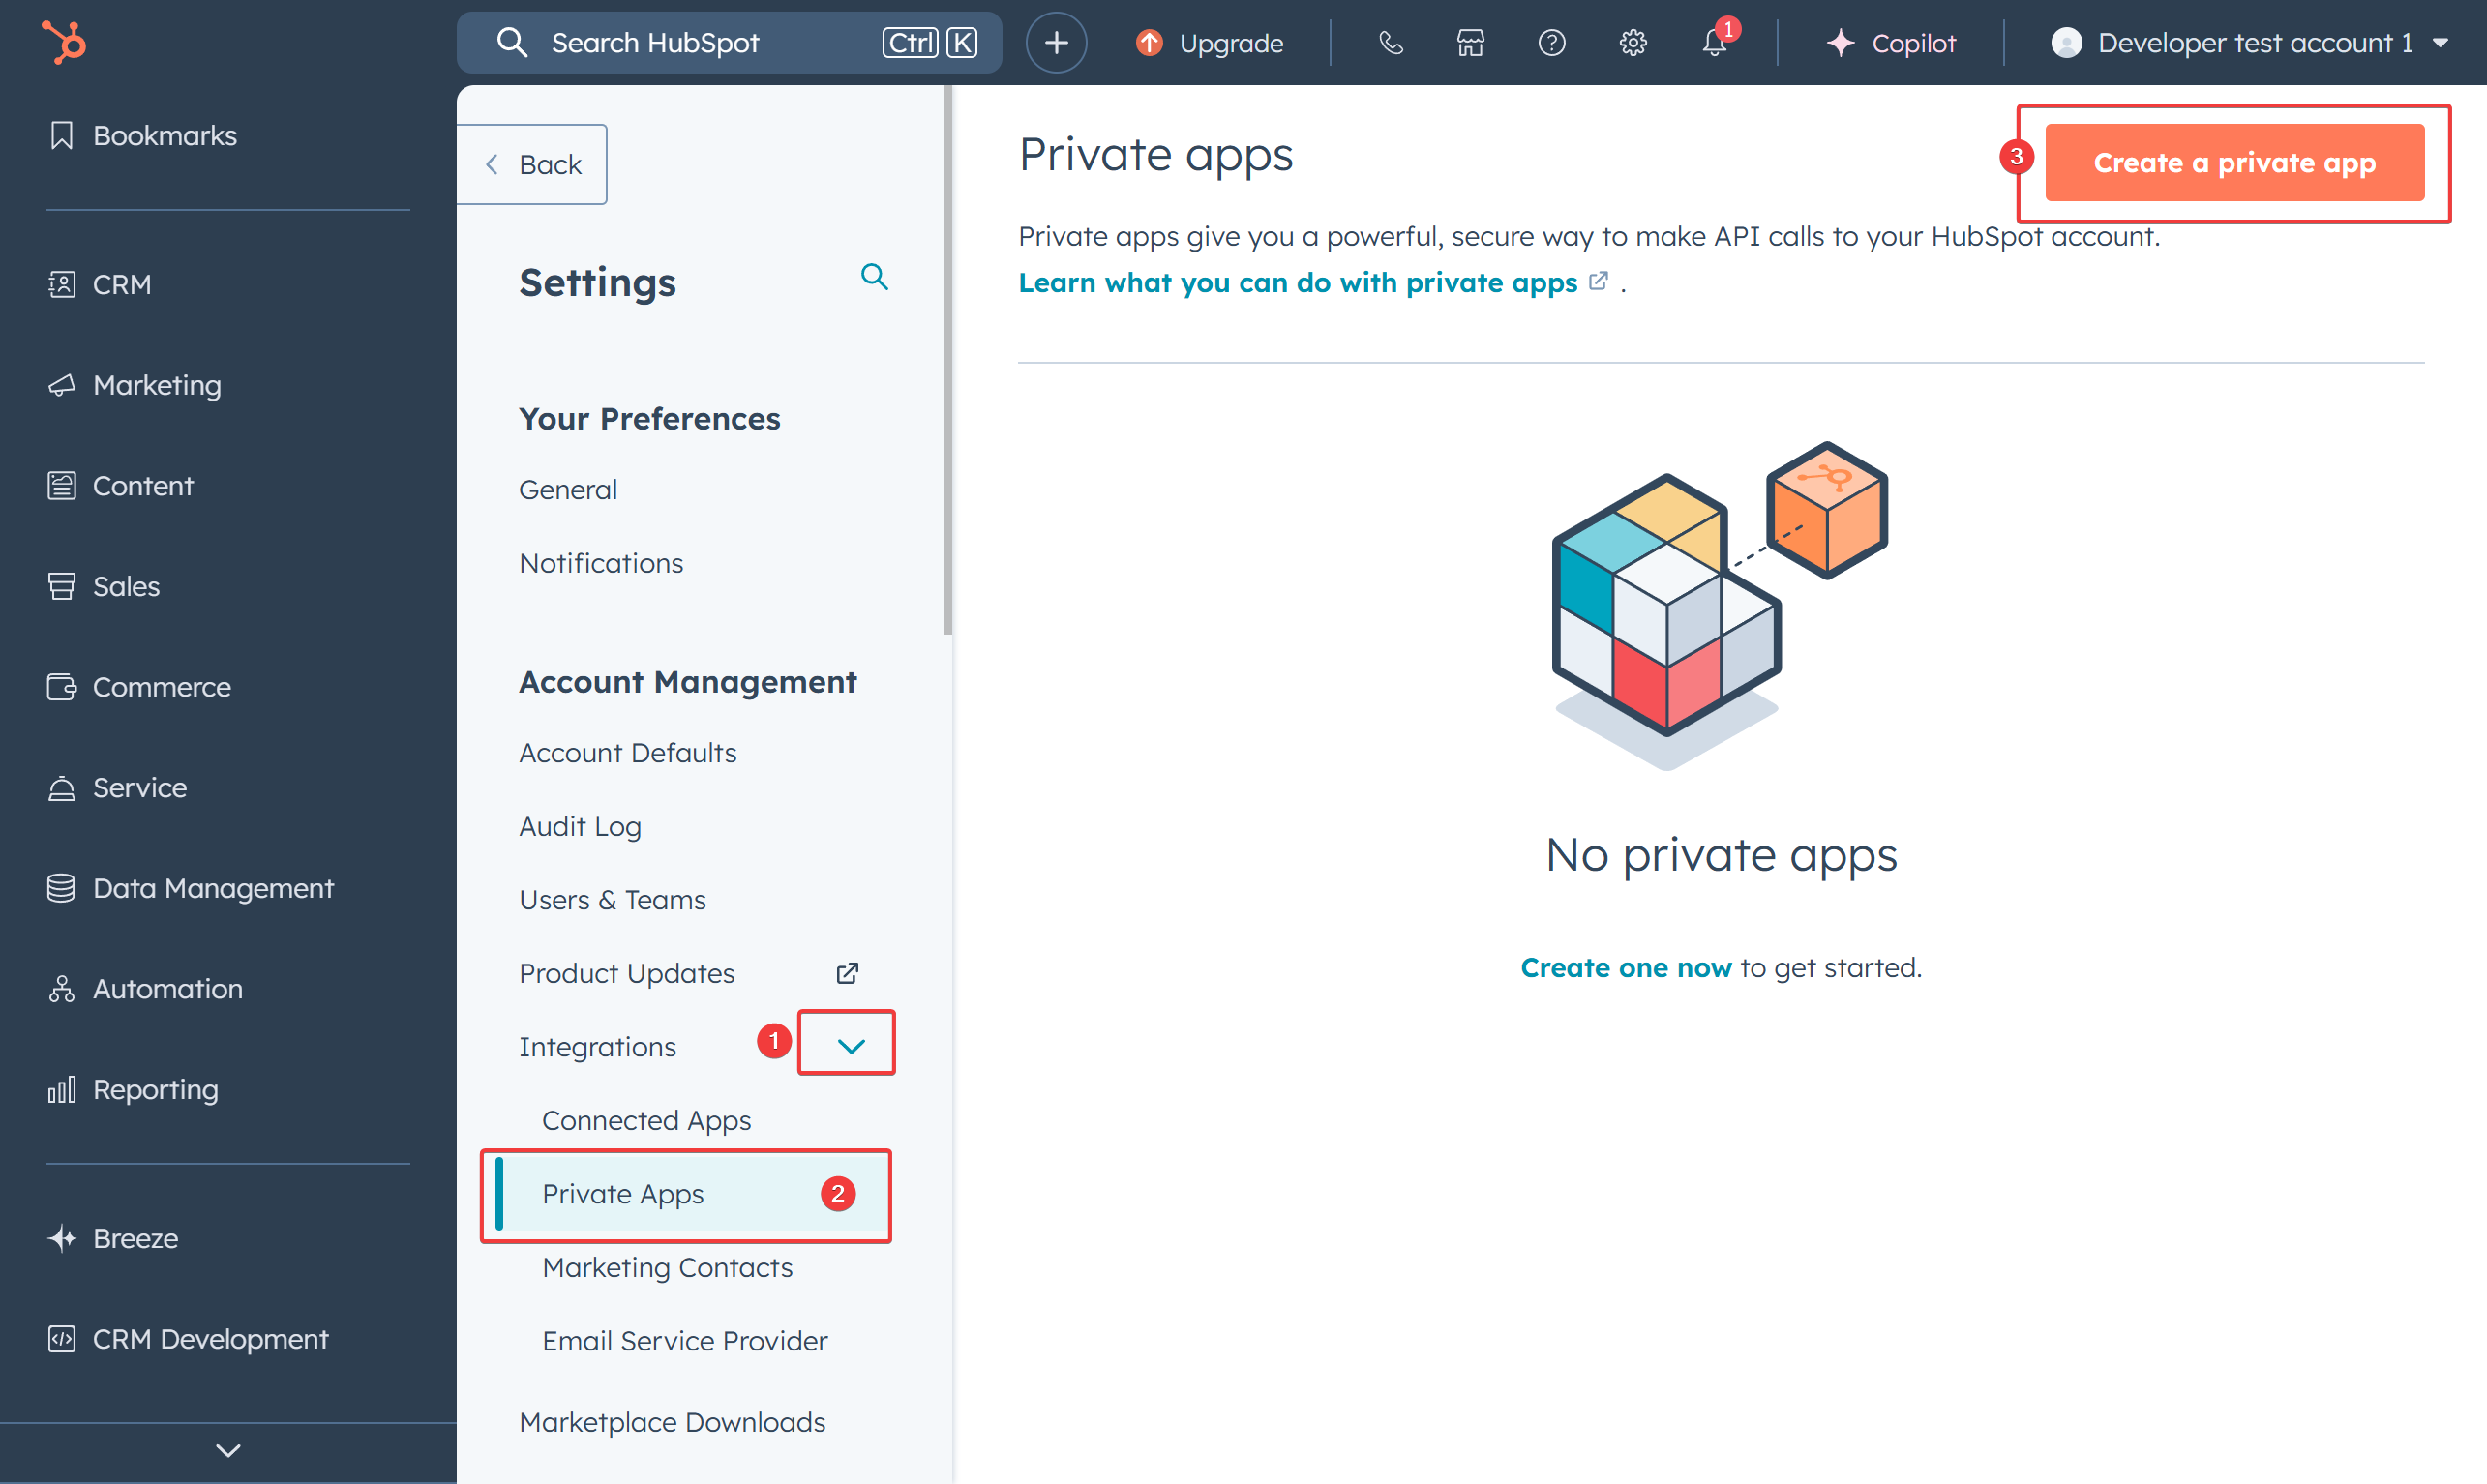 Search HubSpot
Ctrl K
Upgrade
1
Copilot
Developer test account 1
Bookmarks
CRM
Marketing
Content
Sales
Commerce
Service
Data Management
Automation
Reporting
Breeze
CRM Development
Back
Settings
Your Preferences
General
Notifications
Account Management
Account Defaults
Audit Log
Users & Teams
Product Updates
Integrations
1
Connected Apps
Private Apps
2
Marketing Contacts
Email Service Provider
Marketplace Downloads
Private apps
3
Create a private app
Private apps give you a powerful, secure way to make API calls to your HubSpot account.
Learn what you can do with private apps .
No private apps
Create one now to get started.